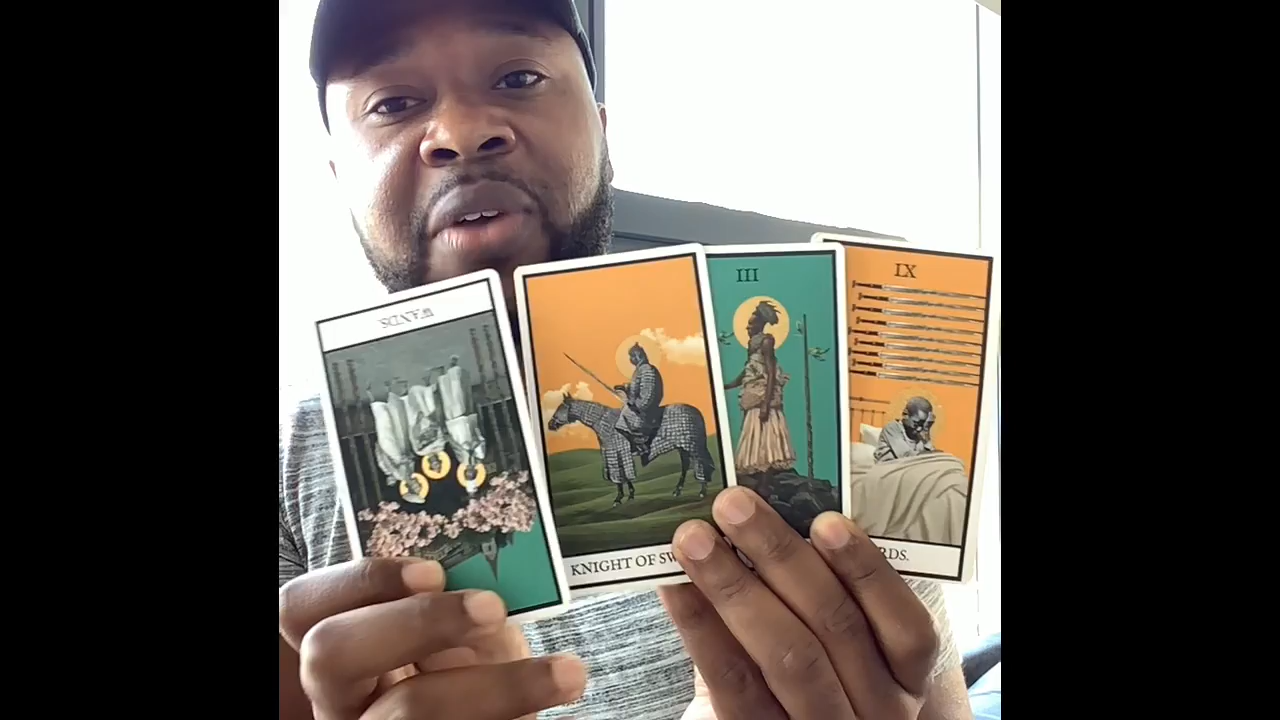 WANDS
KNIGHT OF SW
III
IX
RDS.